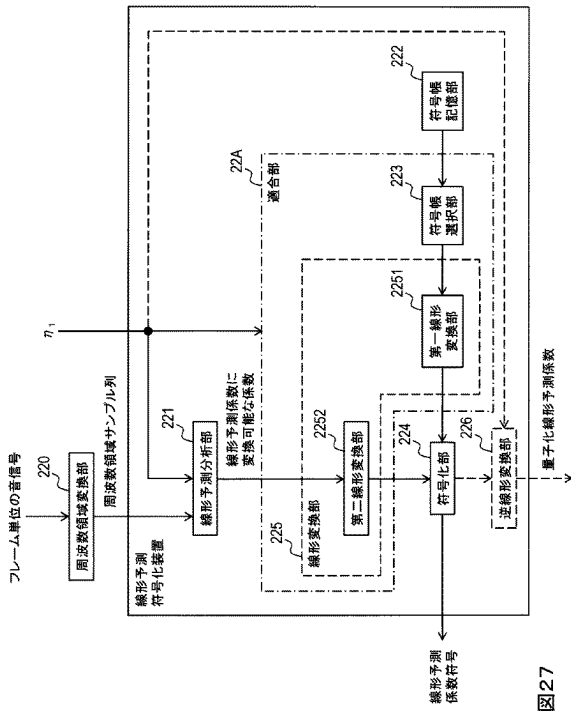 フレーム単位の音信号
220
周波数領域変換部
周波数領域サンプル列
η₁
線形予測
符号化装置
221
線形予測分析部
線形予測係数に
変換可能な係数
22A
適合部
225
線形変換部
2252
第二線形変換部
2251
第一線形
変換部
223
符号帳
選択部
222
符号帳
記憶部
224
符号化部
226
逆線形変換部
線形予測
係数符号
量子化線形予測係数
図27